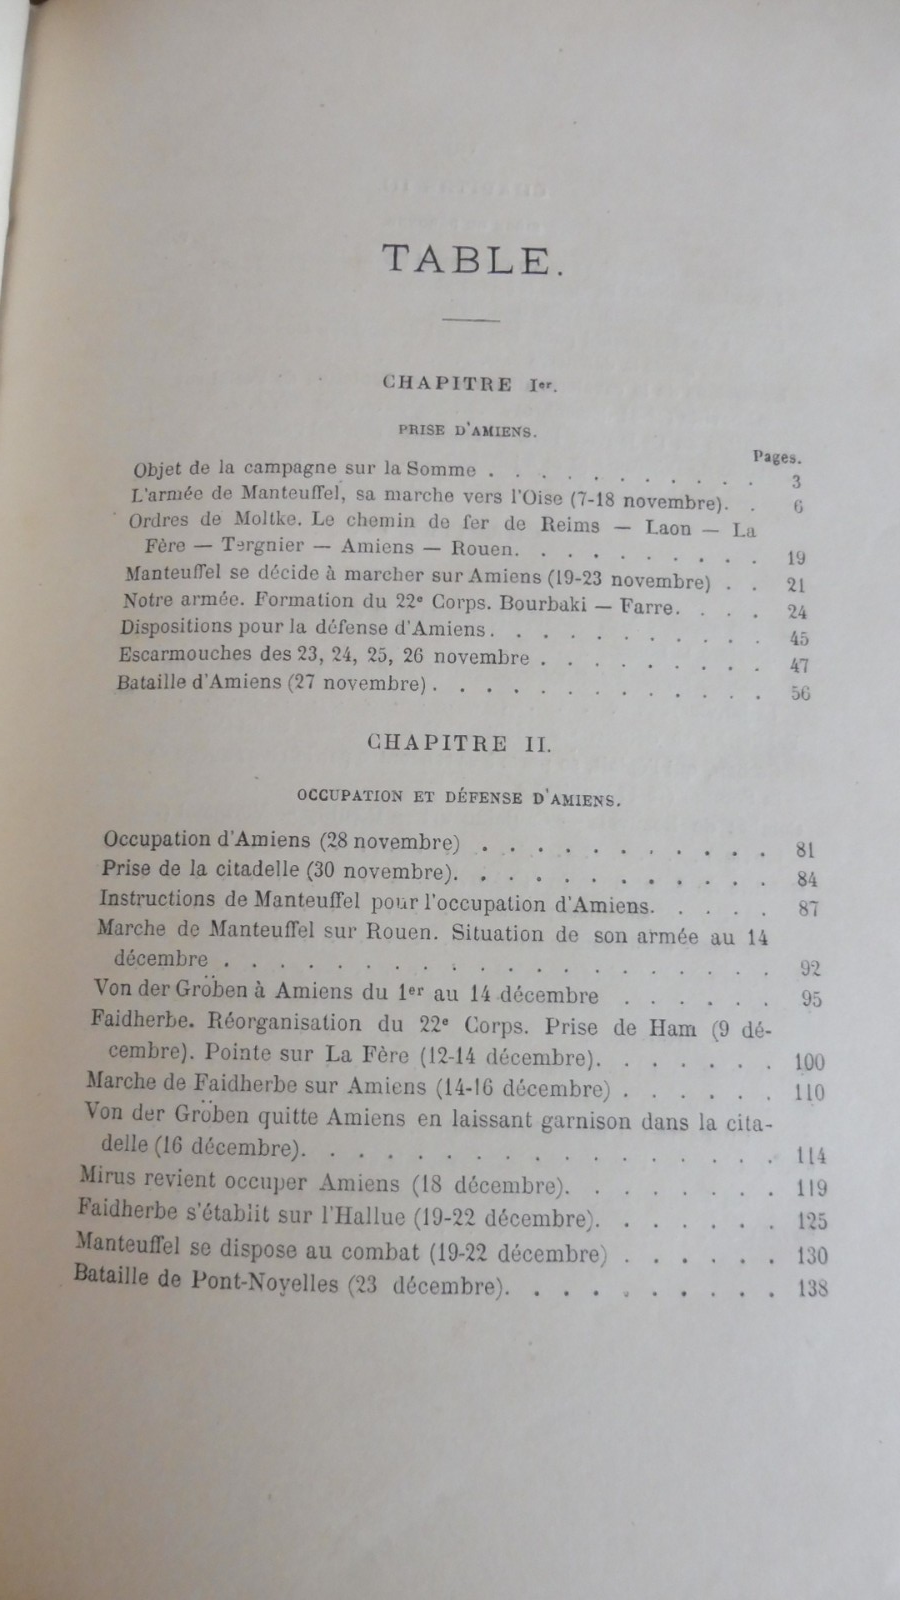 TABLE.
CHAPITRE Ier.
PRISE D'AMIENS.
Pages.
Objet de la campagne sur la Somme . . . . . . . . . . 3
L'armée de Manteuffel, sa marche vers l'Oise (7-18 novembre). . 6
Ordres de Moltke. Le chemin de fer de Reims — Laon — La
Fère — Tergnier — Amiens — Rouen. . . . . . . . . . 19
Manteuffel se décide à marcher sur Amiens (19-23 novembre) . . 21
Notre armée. Formation du 22e Corps. Bourbaki — Farre. . . . 24
Dispositions pour la défense d'Amiens. . . . . . . . . . . 45
Escarmouches des 23, 24, 25, 26 novembre . . . . . . . . . 47
Bataille d'Amiens (27 novembre) . . . . . . . . . . . . . 56
CHAPITRE II.
OCCUPATION ET DÉFENSE D'AMIENS.
Occupation d'Amiens (28 novembre) . . . . . . . . . . . 81
Prise de la citadelle (30 novembre). . . . . . . . . . . . 84
Instructions de Manteuffel pour l'occupation d'Amiens. . . . . 87
Marche de Manteuffel sur Rouen. Situation de son armée au 14
décembre . . . . . . . . . . . . . . . . . . . . 92
Von der Gröben à Amiens du 1er au 14 décembre . . . . . . 95
Faidherbe. Réorganisation du 22e Corps. Prise de Ham (9 dé-
cembre). Pointe sur La Fère (12-14 décembre). . . . . . . 100
Marche de Faidherbe sur Amiens (14-16 décembre) . . . . . . 110
Von der Gröben quitte Amiens en laissant garnison dans la cita-
delle (16 décembre). . . . . . . . . . . . . . . . . 114
Mirus revient occuper Amiens (18 décembre). . . . . . . . 119
Faidherbe s'établit sur l'Hallue (19-22 décembre). . . . . . . 125
Manteuffel se dispose au combat (19-22 décembre) . . . . . . 130
Bataille de Pont-Noyelles (23 décembre). . . . . . . . . . 138